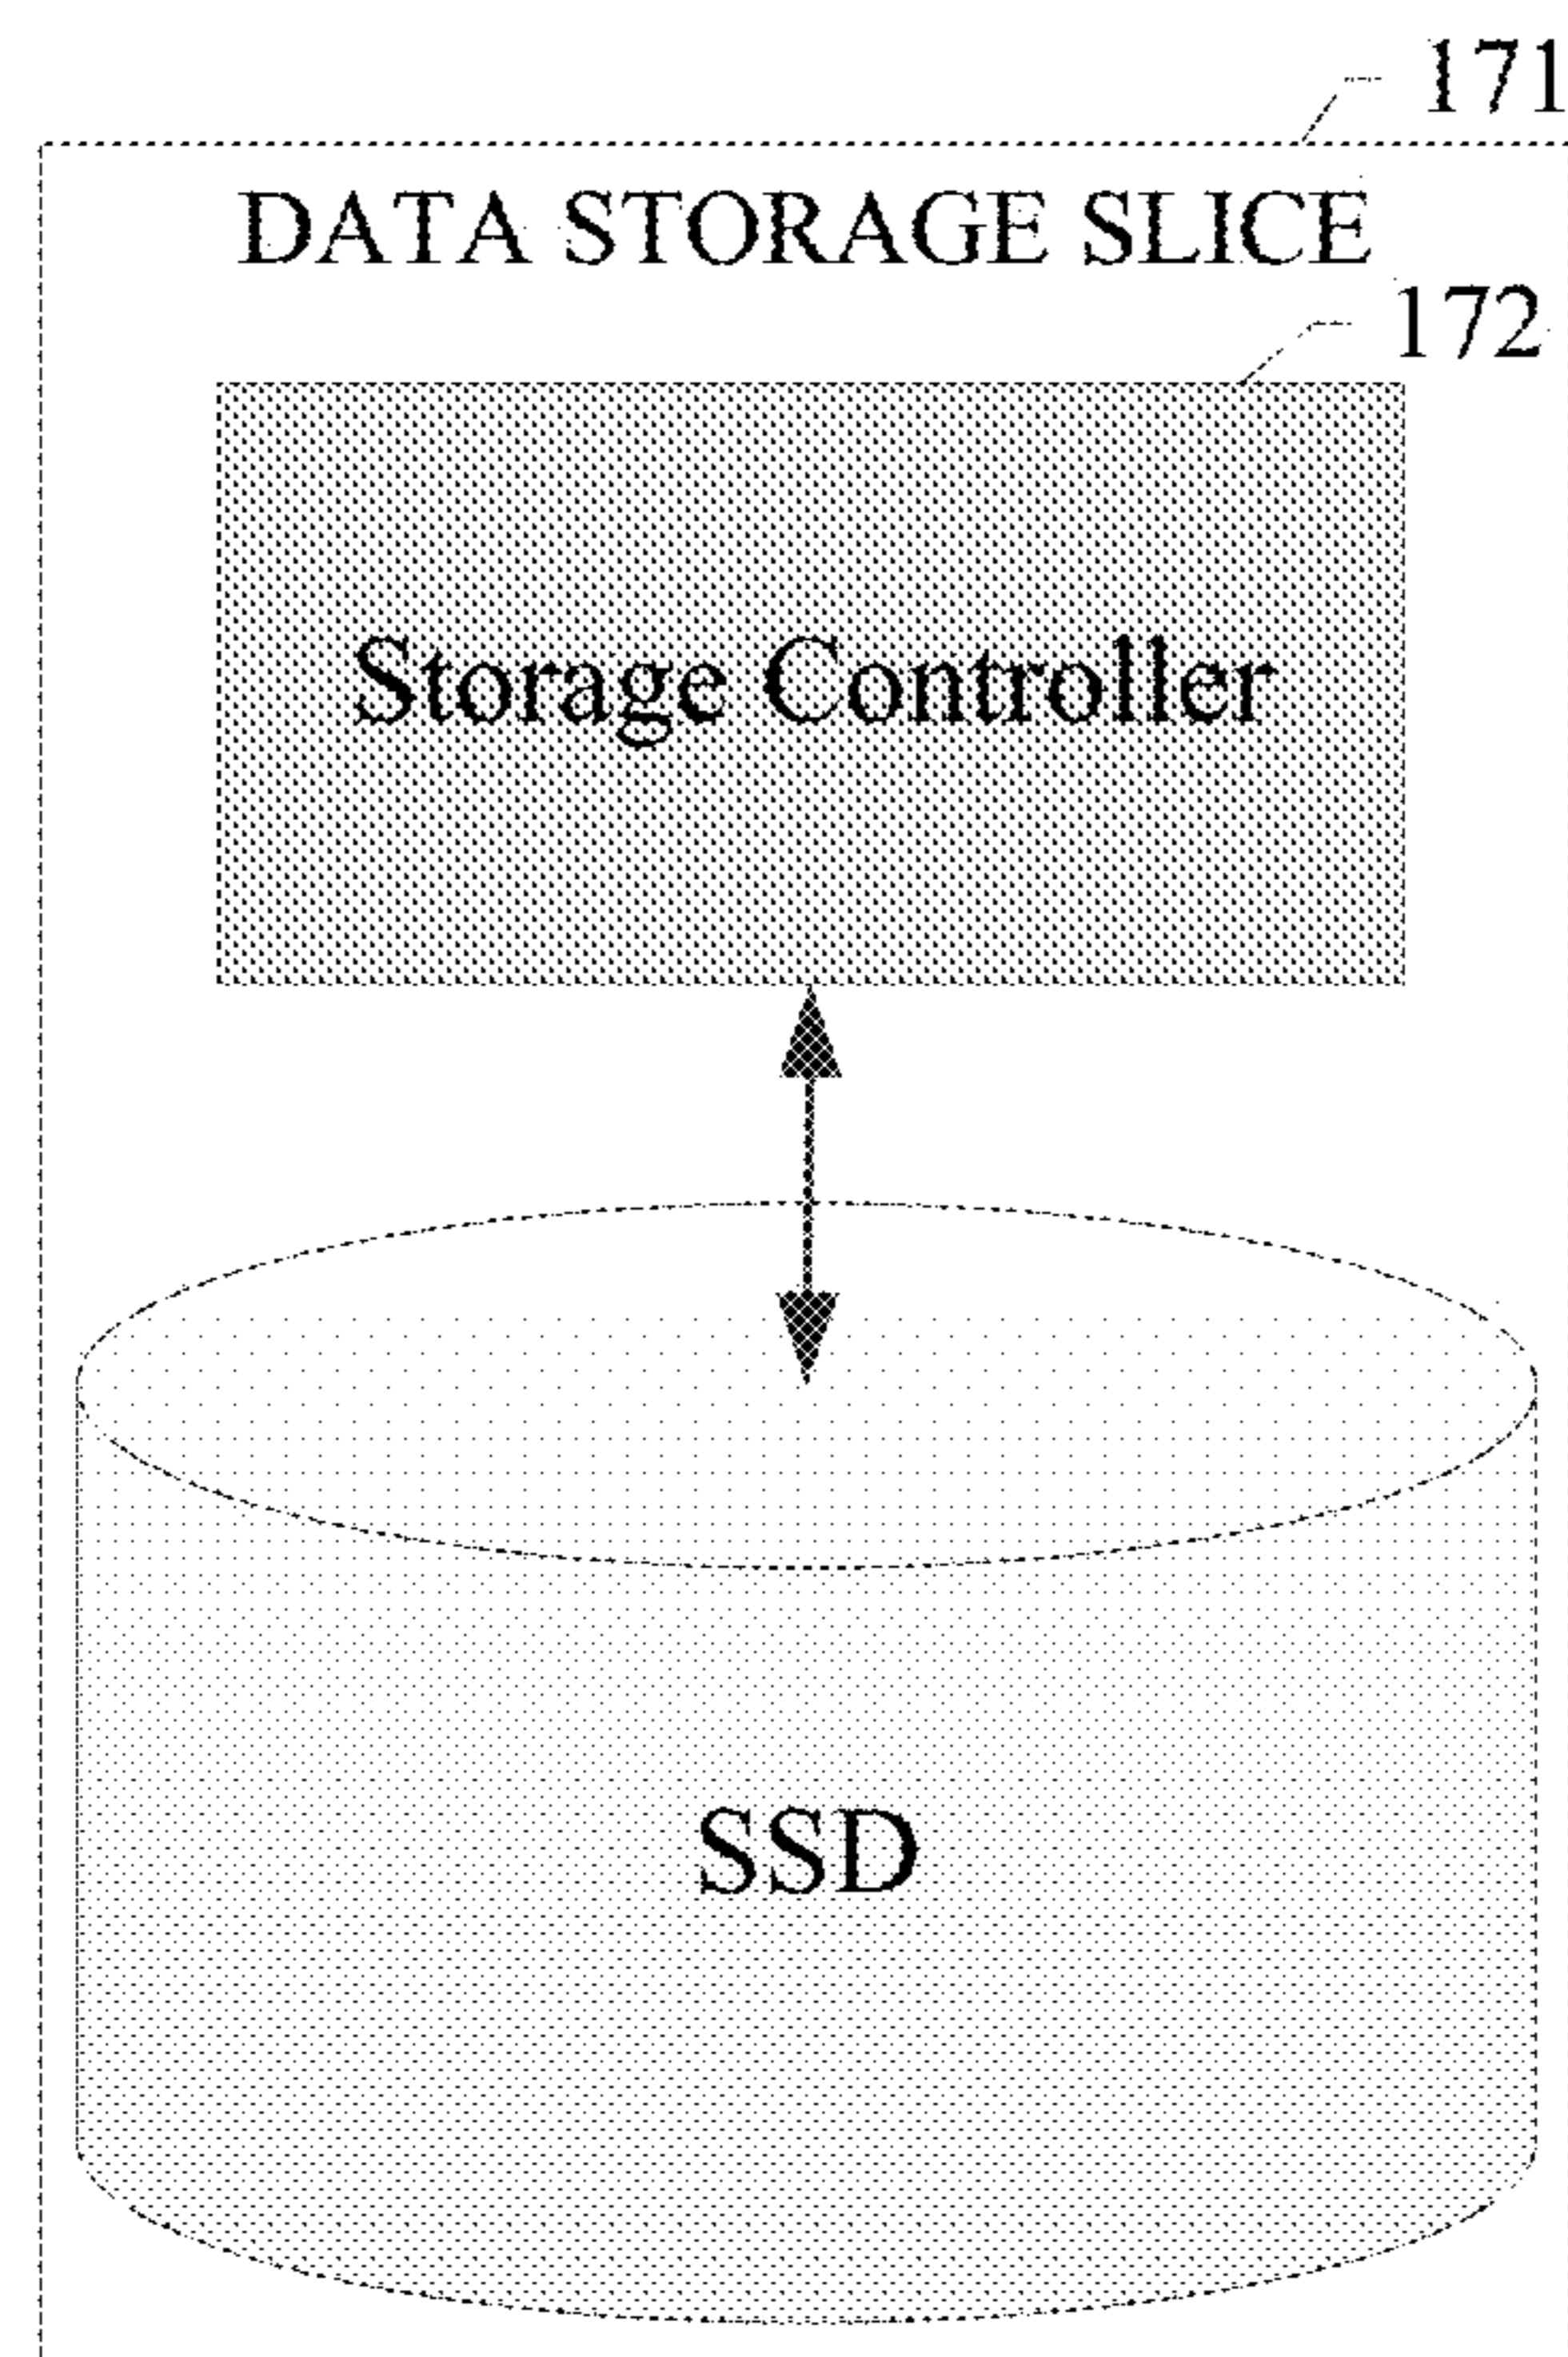 171
DATA STORAGE SLICE
172
Storage Controller
SSD